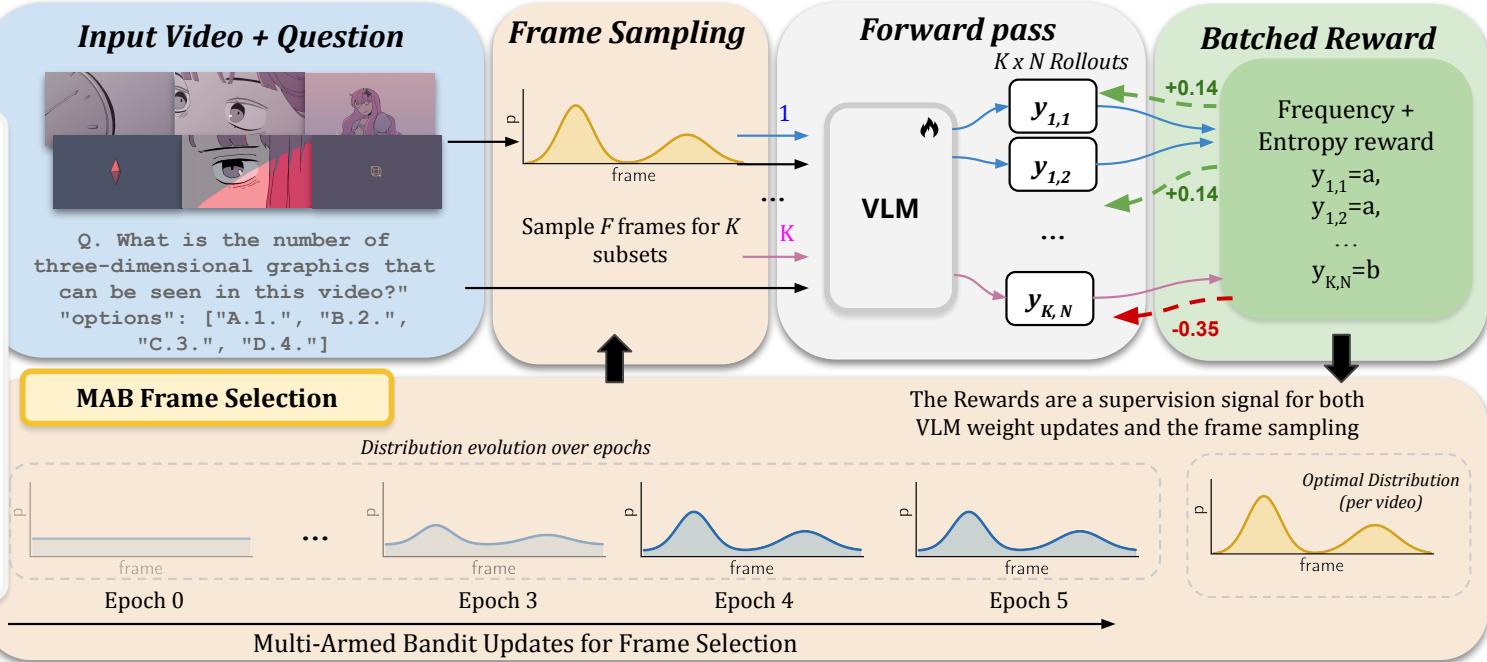 Input Video + Question
Q. What is the number of
three-dimensional graphics that
can be seen in this video?"
"options": ["A.1.", "B.2.",
"C.3.", "D.4."]
Frame Sampling
p
frame
Sample F frames for K
subsets
1
...
K
Forward pass
K x N Rollouts
VLM
y1,1
y1,2
...
yK, N
Batched Reward
+0.14
+0.14
-0.35
Frequency +
Entropy reward
y1,1=a,
y1,2=a,
...
yK,N=b
MAB Frame Selection
The Rewards are a supervision signal for both
VLM weight updates and the frame sampling
Distribution evolution over epochs
p
frame
Epoch 0
...
p
frame
Epoch 3
p
frame
Epoch 4
p
frame
Epoch 5
Optimal Distribution
(per video)
p
frame
Multi-Armed Bandit Updates for Frame Selection